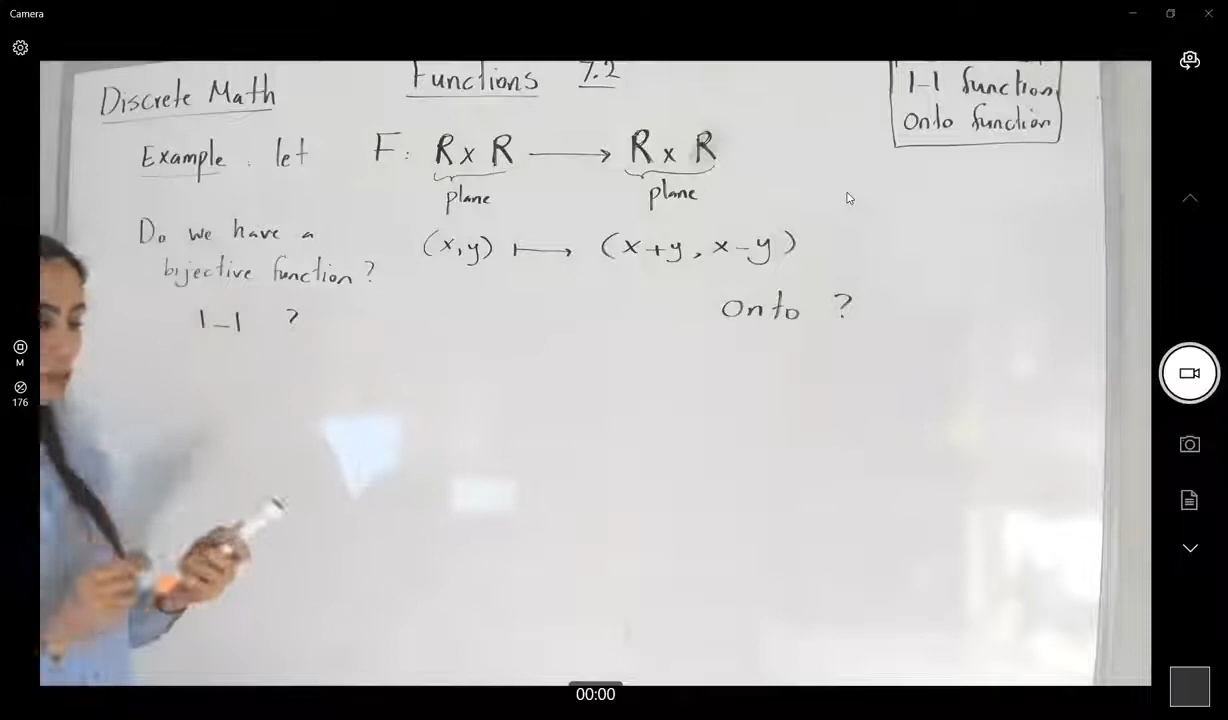 Camera
Discrete Math
Functions 7.2
1-1 function
onto function
Example. let F: R x R → R x R
plane plane
Do we have a bijective function?
(x,y) ↦ (x+y, x-y)
1-1 ?
Onto ?
M
176
00:00